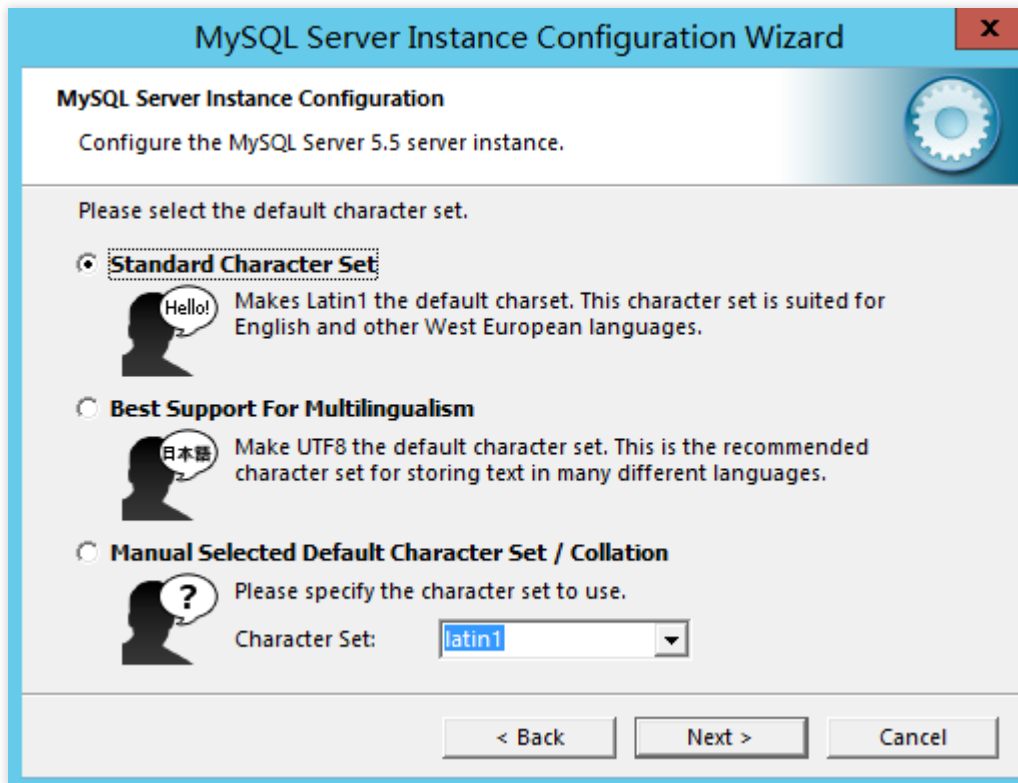 MySQL Server Instance Configuration Wizard
x
MySQL Server Instance Configuration
Configure the MySQL Server 5.5 server instance.
Please select the default character set.
Standard Character Set
Hello!
Makes Latin1 the default charset. This character set is suited for
English and other West European languages.
Best Support For Multilingualism
日本語
Make UTF8 the default character set. This is the recommended
character set for storing text in many different languages.
Manual Selected Default Character Set / Collation
?
Please specify the character set to use.
Character Set: latin1
< Back Next > Cancel